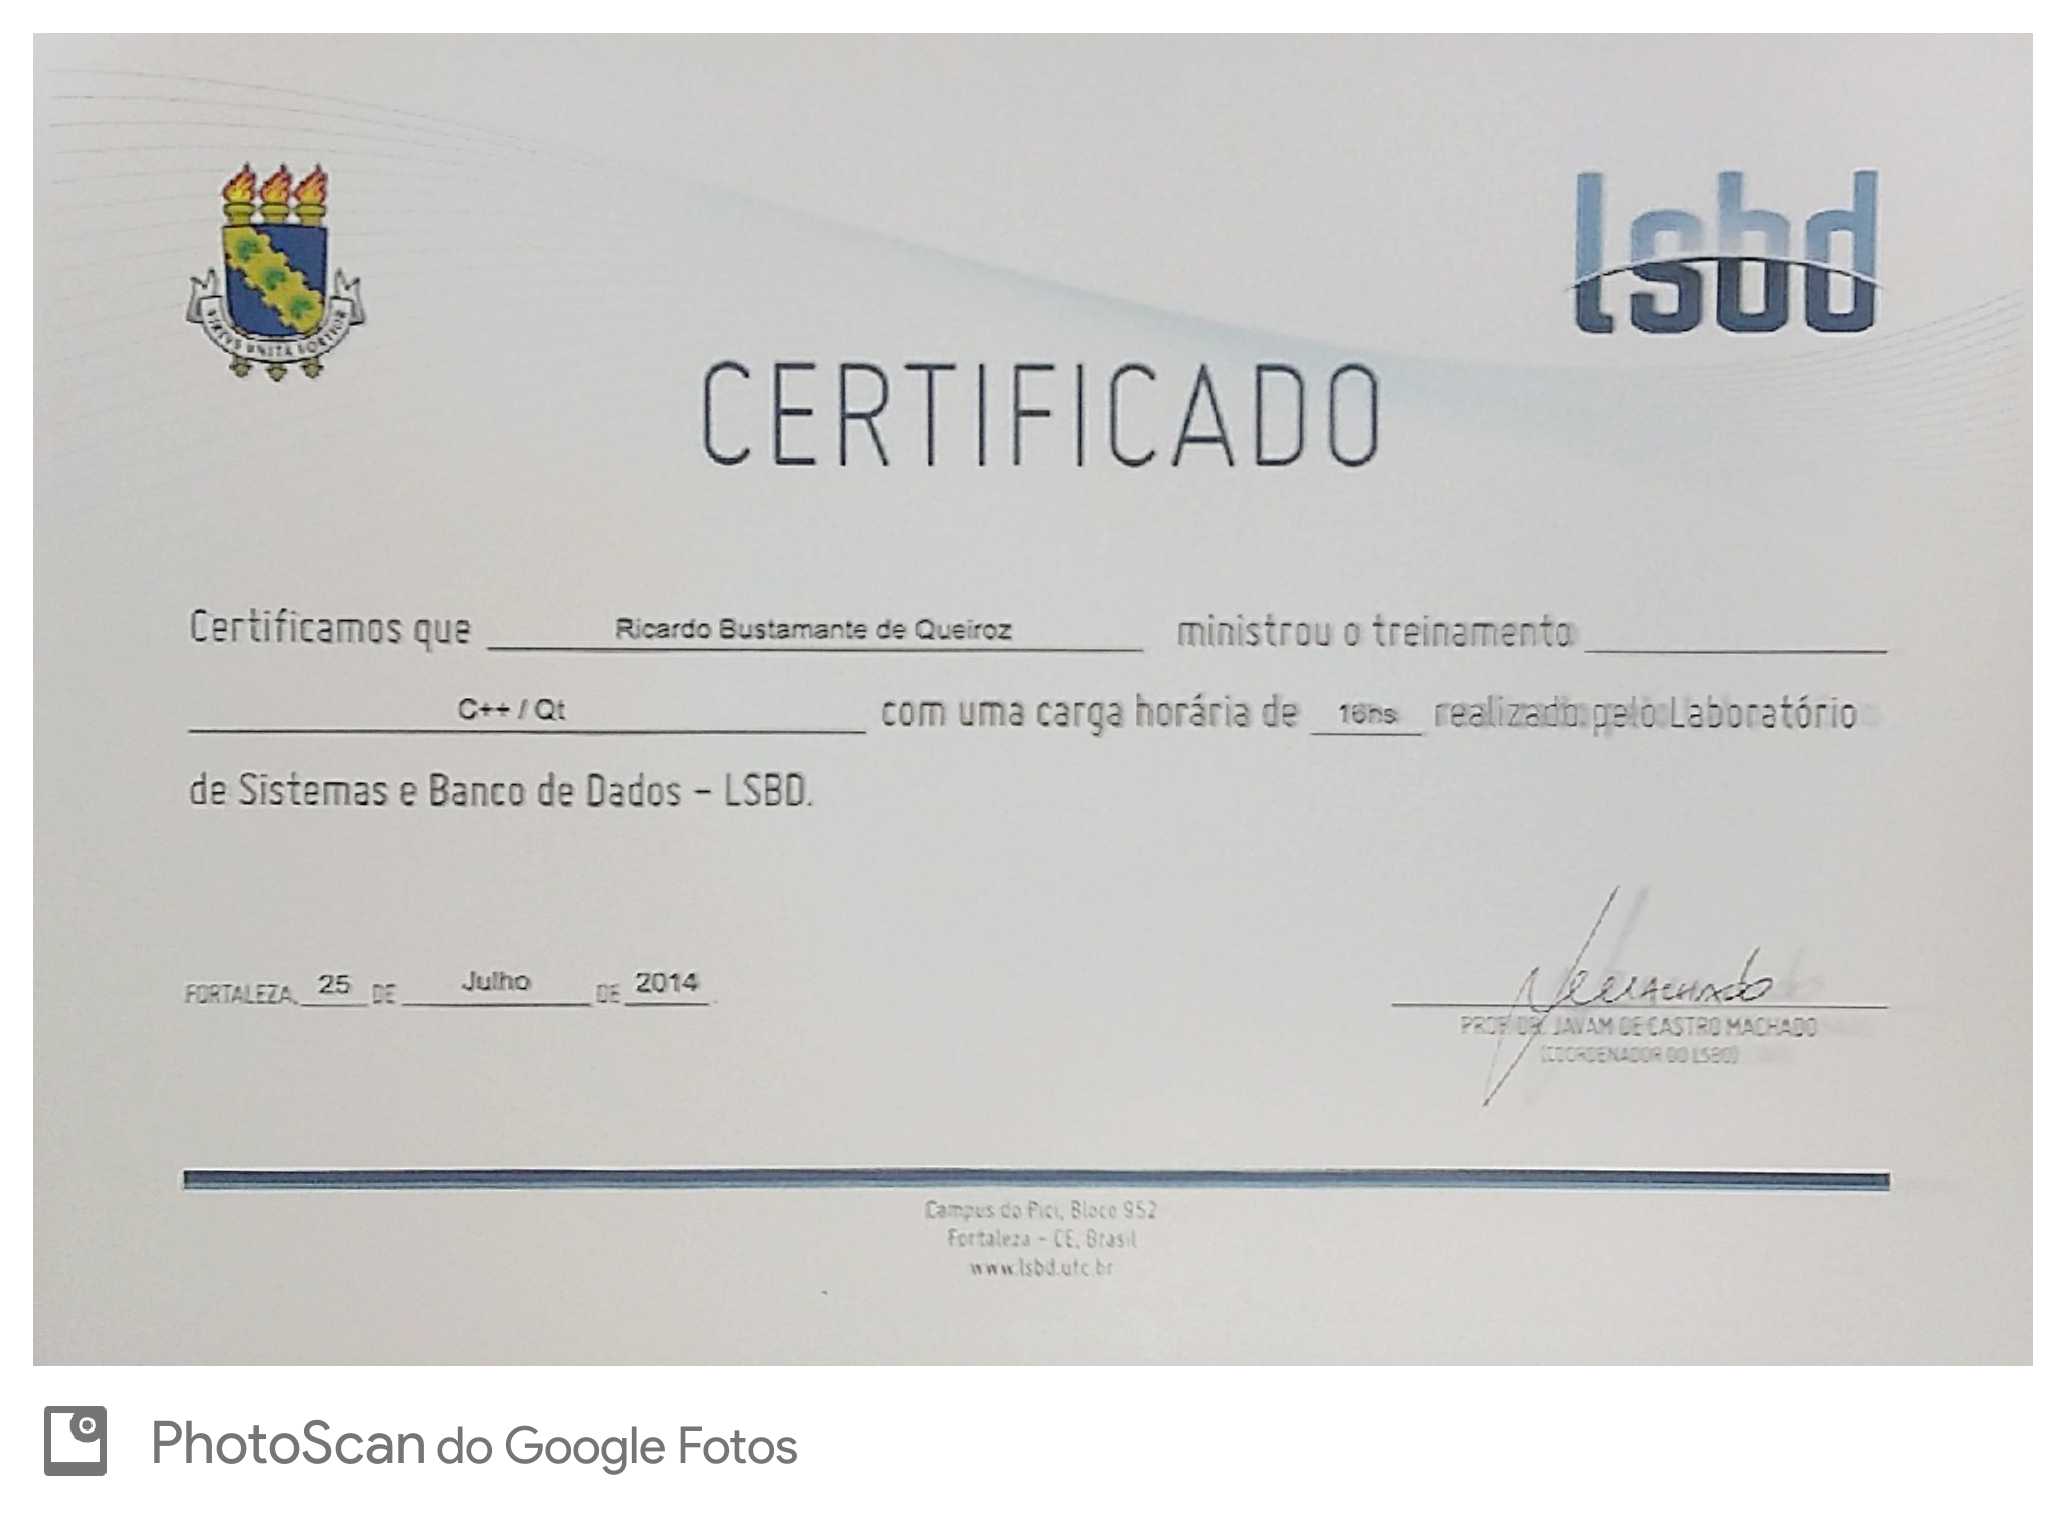 VIRTUS UNITA FORTIOR
lsbd
CERTIFICADO
Certificamos que Ricardo Bustamante de Queiroz ministrou o treinamento
C++ / Qt com uma carga horária de 16hs realizado pelo Laboratório
de Sistemas e Banco de Dados – LSBD.
FORTALEZA, 25 DE Julho DE 2014.
PROF. DR. JAVAM DE CASTRO MACHADO
(COORDENADOR DO LSBD)
Campus do Pici, Bloco 952
Fortaleza – CE, Brasil
www.lsbd.ufc.br
PhotoScan do Google Fotos